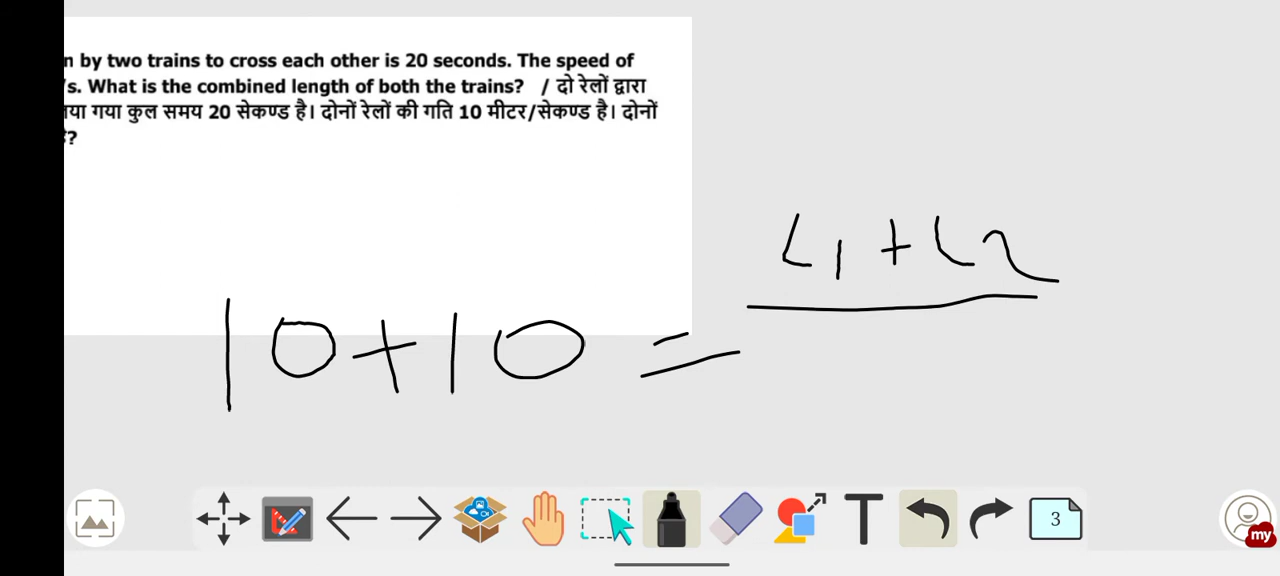 n by two trains to cross each other is 20 seconds. The speed of
's. What is the combined length of both the trains? / दो रेलों द्वारा
या गया कुल समय 20 सेकण्ड है। दोनों रेलों की गति 10 मीटर/सेकण्ड है। दोनों
?
L1 + L2
10 + 10 =
T
3
my